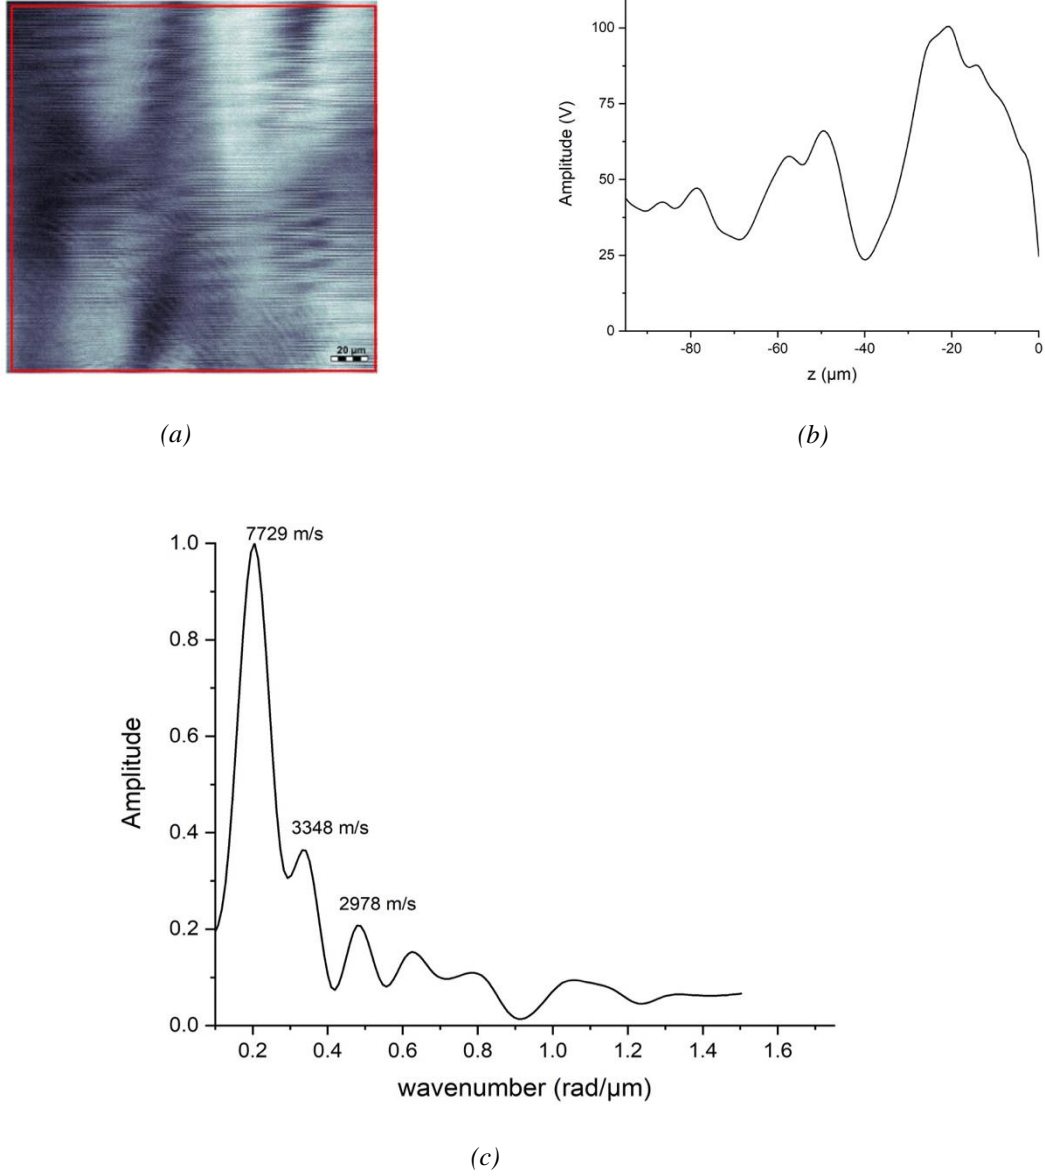 20 µm
(a)
100
75
50
25
0
Amplitude (V)
-80 -60 -40 -20 0
z (µm)
(b)
7729 m/s
3348 m/s
2978 m/s
1.0
0.8
0.6
0.4
0.2
0.0
Amplitude
0.2 0.4 0.6 0.8 1.0 1.2 1.4 1.6
wavenumber (rad/µm)
(c)